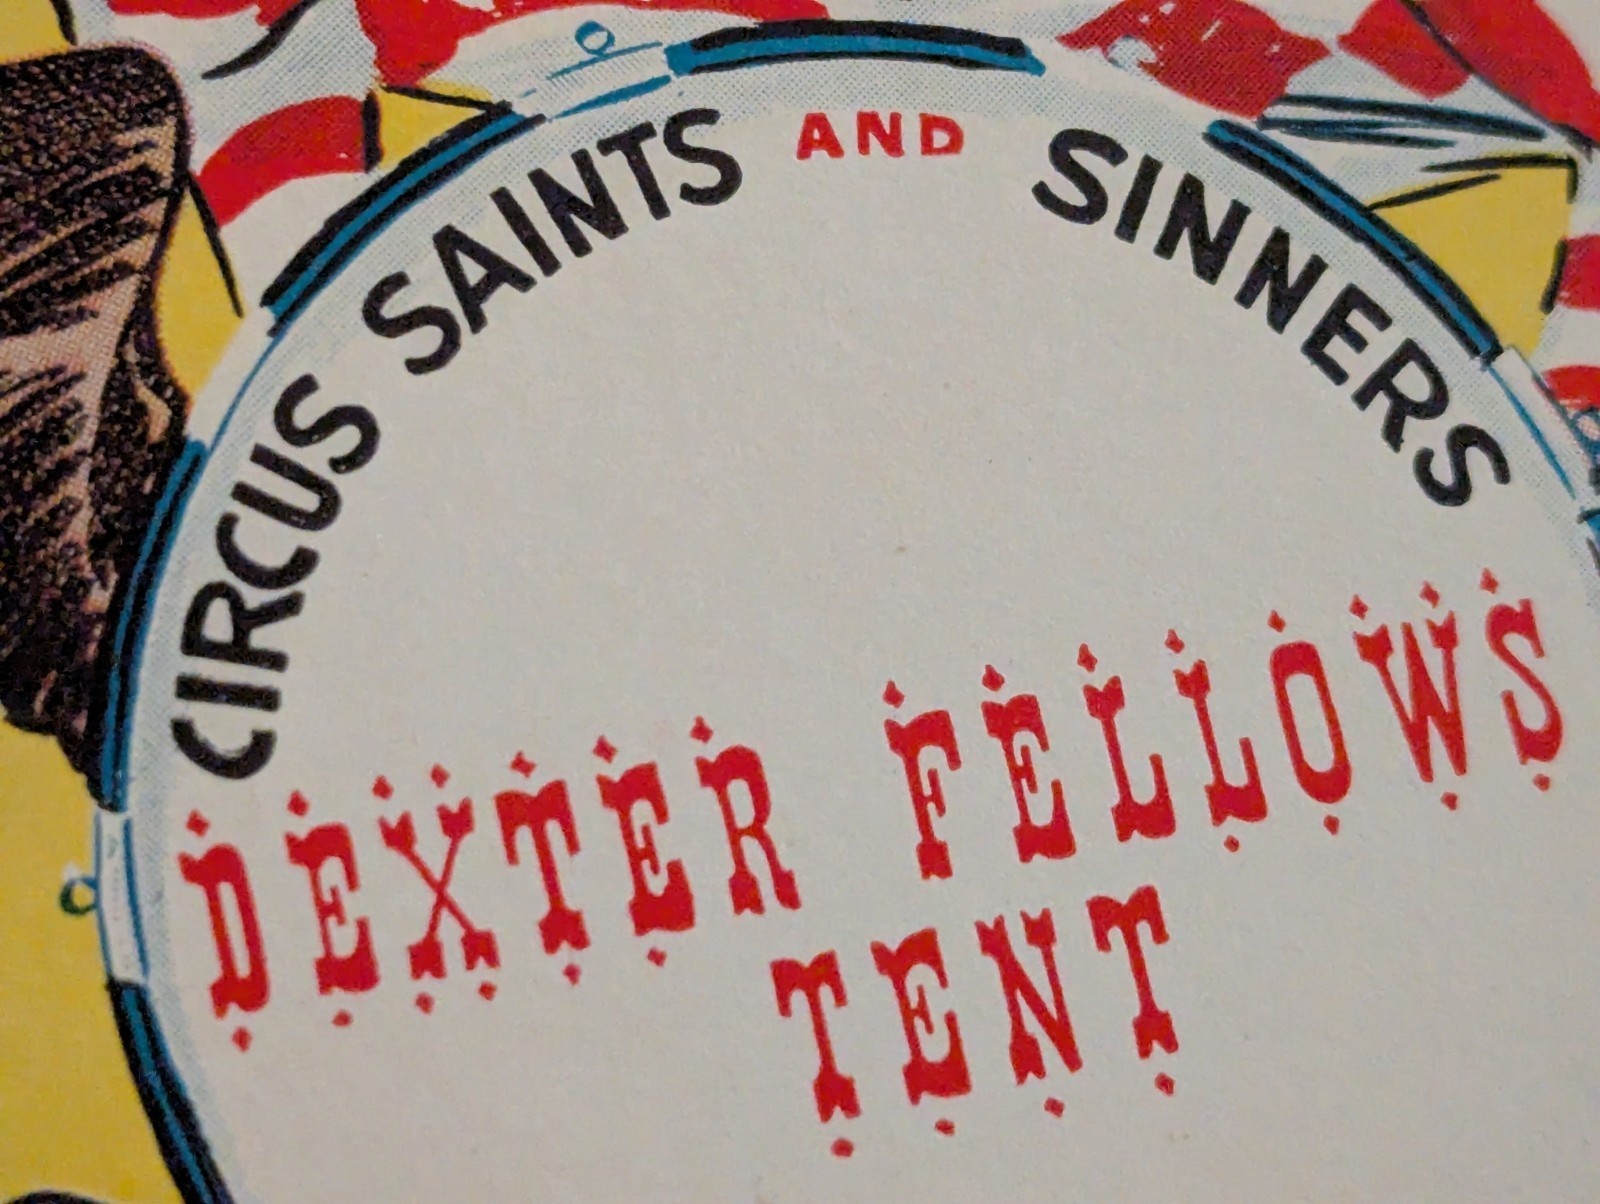 CIRCUS SAINTS AND SINNERS
DEXTER FELLOWS
TENT